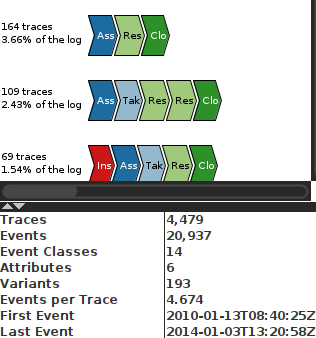 164 traces
3.66% of the log
Ass Res Clo
109 traces
2.43% of the log
Ass Tak Res Res Clo
69 traces
1.54% of the log
Ins Ass Tak Res Clo
Traces 4,479
Events 20,937
Event Classes 14
Attributes 6
Variants 193
Events per Trace 4.674
First Event 2010-01-13T08:40:25Z
Last Event 2014-01-03T13:20:58Z